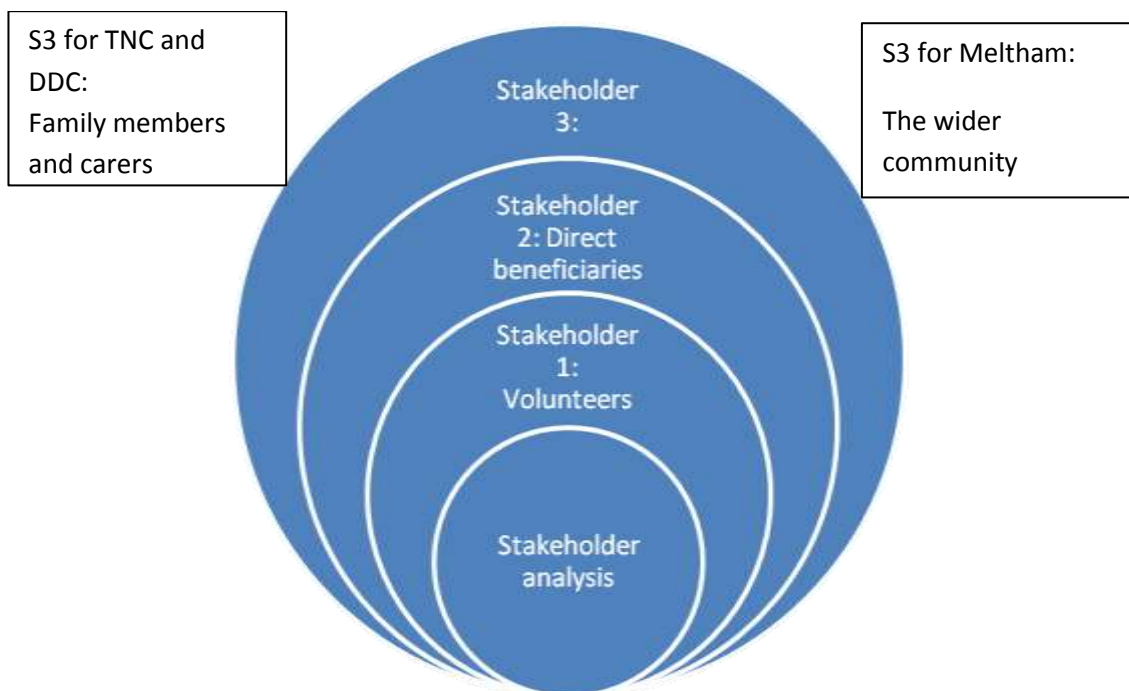 S3 for TNC and
DDC:
Family members
and carers
Stakeholder
3:
S3 for Meltham:
The wider
community
Stakeholder
2: Direct
beneficiaries
Stakeholder
1:
Volunteers
Stakeholder
analysis